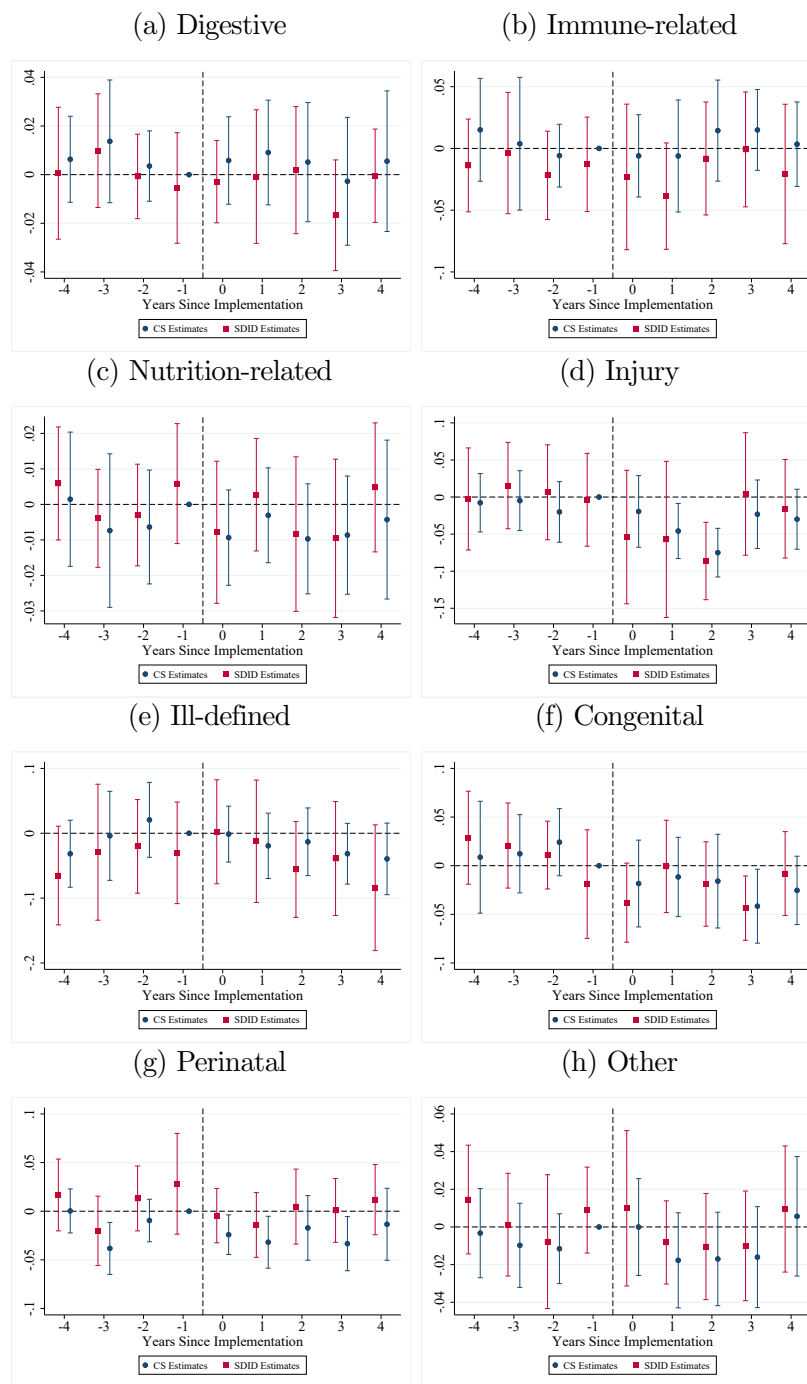 (a) Digestive
.04
.02
0
-.02
-.04
-4 -3 -2 -1 0 1 2 3 4
Years Since Implementation
CS Estimates SDID Estimates
(b) Immune-related
.05
0
-.05
-.1
-4 -3 -2 -1 0 1 2 3 4
Years Since Implementation
CS Estimates SDID Estimates
(c) Nutrition-related
.02
.01
0
-.01
-.02
-.03
-4 -3 -2 -1 0 1 2 3 4
Years Since Implementation
CS Estimates SDID Estimates
(d) Injury
.1
.05
0
-.05
-.1
-.15
-4 -3 -2 -1 0 1 2 3 4
Years Since Implementation
CS Estimates SDID Estimates
(e) Ill-defined
.1
0
-.1
-.2
-4 -3 -2 -1 0 1 2 3 4
Years Since Implementation
CS Estimates SDID Estimates
(f) Congenital
.1
.05
0
-.05
-.1
-4 -3 -2 -1 0 1 2 3 4
Years Since Implementation
CS Estimates SDID Estimates
(g) Perinatal
.1
.05
0
-.05
-.1
-4 -3 -2 -1 0 1 2 3 4
Years Since Implementation
CS Estimates SDID Estimates
(h) Other
.06
.04
.02
0
-.02
-.04
-4 -3 -2 -1 0 1 2 3 4
Years Since Implementation
CS Estimates SDID Estimates